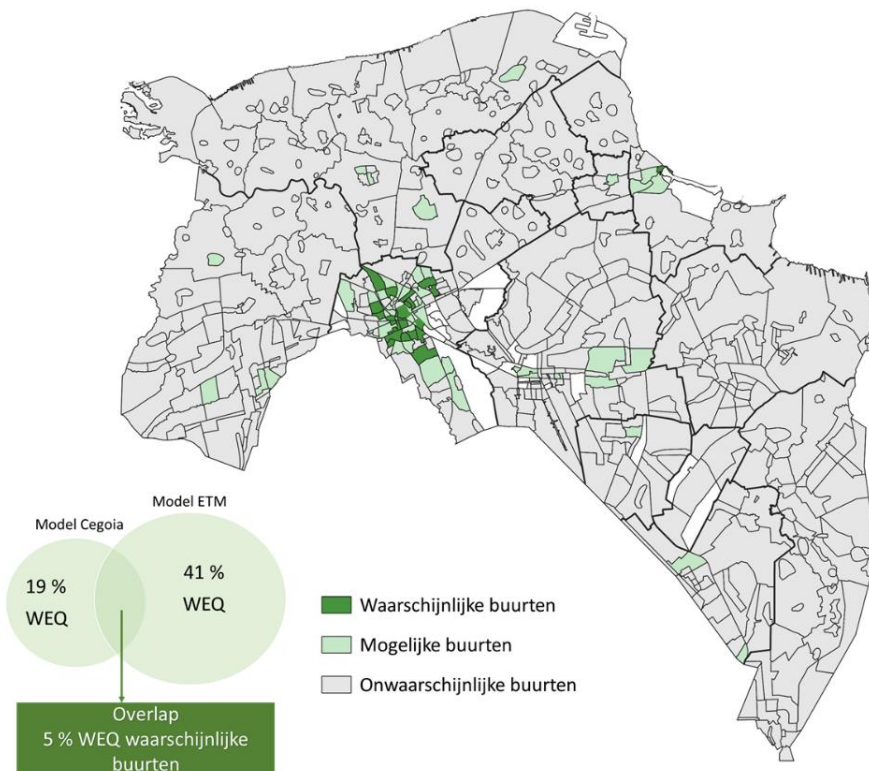 Model ETM
Model Cegoia
19 %
WEQ
41 %
WEQ
Overlap
5 % WEQ waarschijnlijke
buurten
Waarschijnlijke buurten
Mogelijke buurten
Onwaarschijnlijke buurten